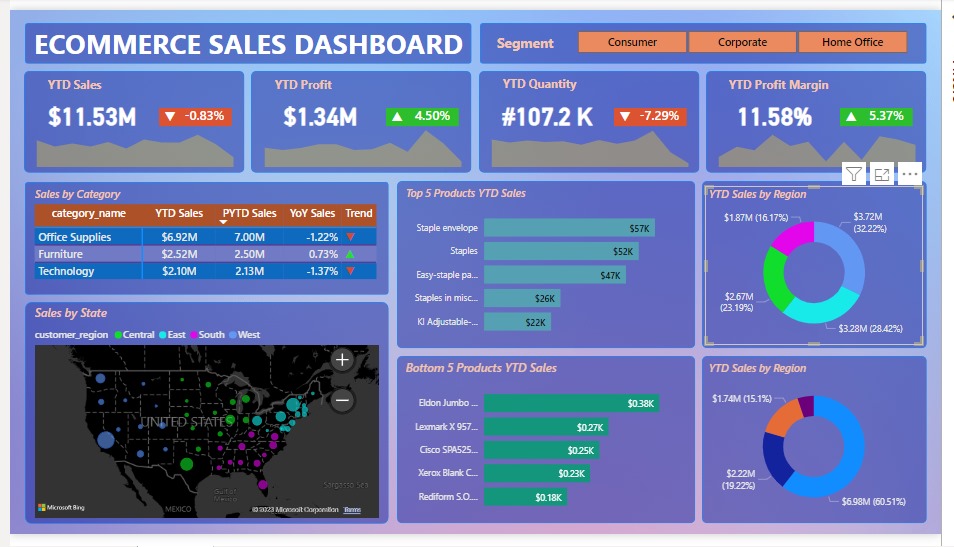 ECOMMERCE SALES DASHBOARD
Segment
Consumer
Corporate
Home Office
YTD Sales
$11.53M
▼ -0.83%
YTD Profit
$1.34M
▲ 4.50%
YTD Quantity
#107.2 K
▼ -7.29%
YTD Profit Margin
11.58%
▲ 5.37%
Sales by Category
category_name YTD Sales PYTD Sales YoY Sales Trend
Office Supplies $6.92M 7.00M -1.22% ▼
Furniture $2.52M 2.50M 0.73% ▲
Technology $2.10M 2.13M -1.37% ▼
Sales by State
customer_region Central East South West
UNITED STATES
Gulf of
Mexico
Sargasso Sea
MEXICO
Microsoft Bing
© 2023 Microsoft Corporation Terms
Top 5 Products YTD Sales
Staple envelope $57K
Staples $52K
Easy-staple pa... $47K
Staples in misc... $26K
KI Adjustable-... $22K
Bottom 5 Products YTD Sales
Eldon Jumbo ... $0.38K
Lexmark X 957... $0.27K
Cisco SPA525... $0.25K
Xerox Blank C... $0.23K
Rediform S.O.... $0.18K
YTD Sales by Region
$1.87M (16.17%)
$3.72M
(32.22%)
$2.67M
(23.19%)
$3.28M (28.42%)
YTD Sales by Region
$1.74M (15.1%)
$2.22M
(19.22%)
$6.98M (60.51%)